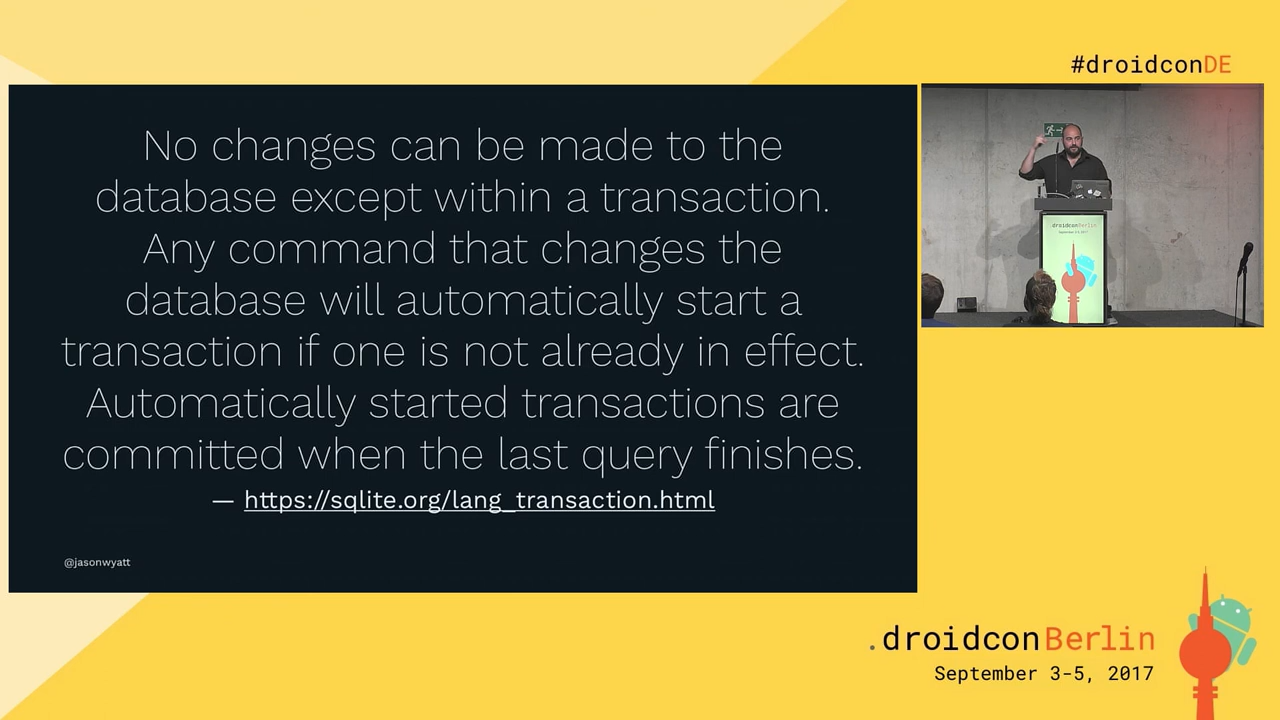 #droidconDE
No changes can be made to the
database except within a transaction.
Any command that changes the
database will automatically start a
transaction if one is not already in effect.
Automatically started transactions are
committed when the last query finishes.
— https://sqlite.org/lang_transaction.html
@jasonwyatt
droidconBerlin
.droidconBerlin
September 3-5, 2017